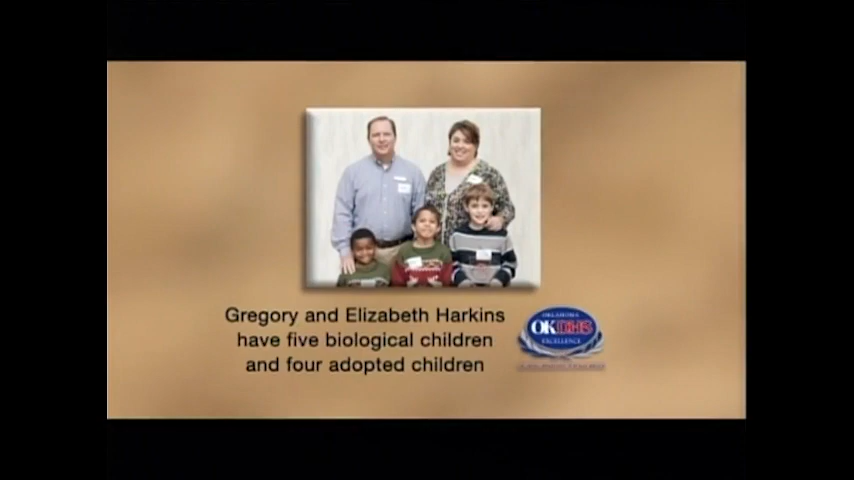 Gregory and Elizabeth Harkins
have five biological children
and four adopted children
OKLAHOMA
OKDHS
EXCELLENCE